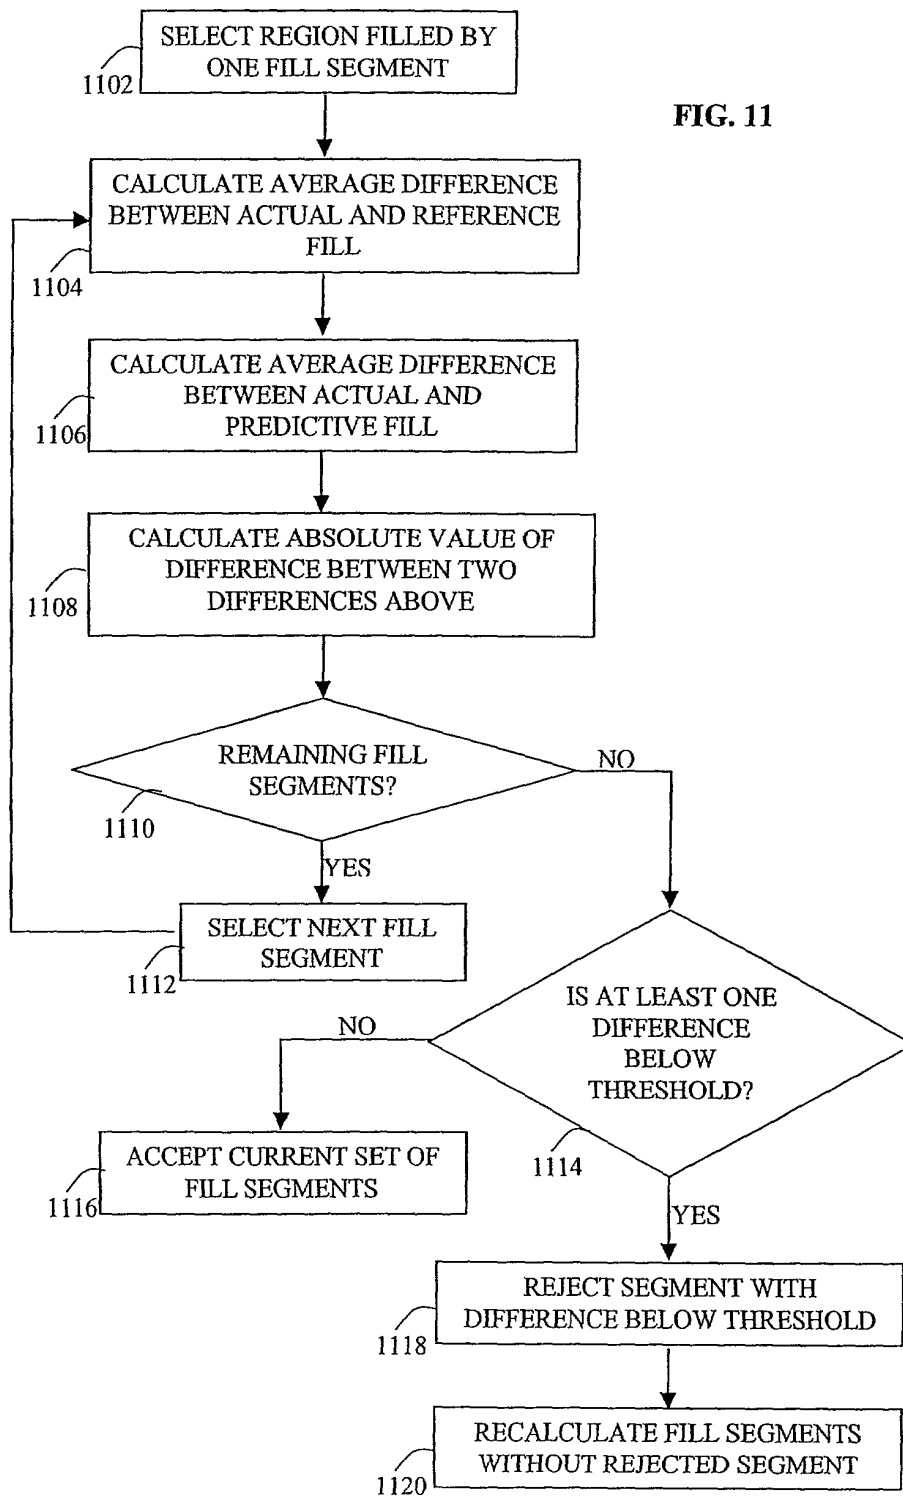 SELECT REGION FILLED BY
ONE FILL SEGMENT
1102
FIG. 11
CALCULATE AVERAGE DIFFERENCE
BETWEEN ACTUAL AND REFERENCE
FILL
1104
CALCULATE AVERAGE DIFFERENCE
BETWEEN ACTUAL AND
PREDICTIVE FILL
1106
CALCULATE ABSOLUTE VALUE OF
DIFFERENCE BETWEEN TWO
DIFFERENCES ABOVE
1108
REMAINING FILL
SEGMENTS?
1110
NO
YES
SELECT NEXT FILL
SEGMENT
1112
IS AT LEAST ONE
DIFFERENCE
BELOW
THRESHOLD?
1114
NO
ACCEPT CURRENT SET OF
FILL SEGMENTS
1116
YES
REJECT SEGMENT WITH
DIFFERENCE BELOW THRESHOLD
1118
RECALCULATE FILL SEGMENTS
WITHOUT REJECTED SEGMENT
1120